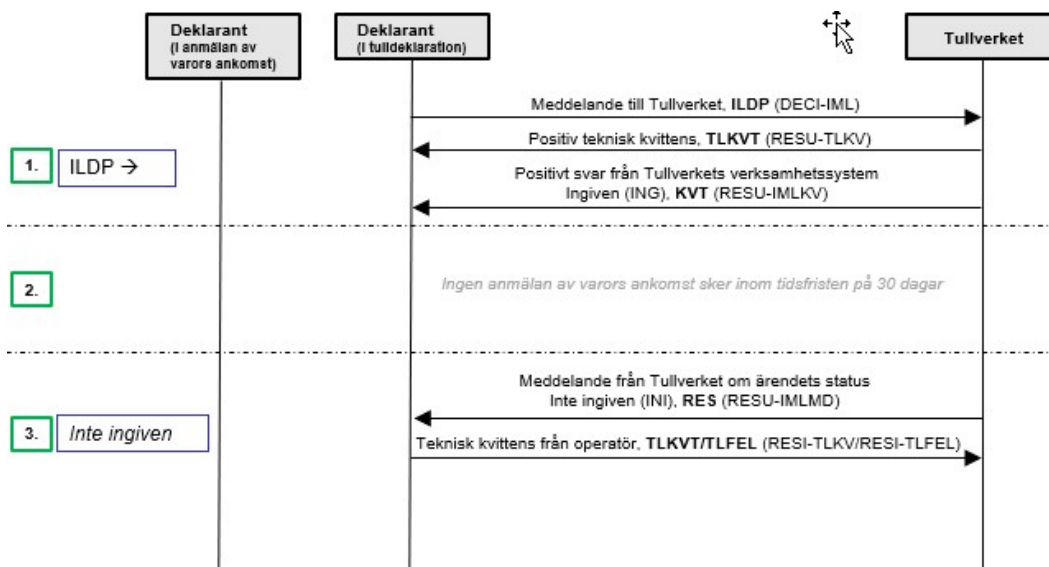 Deklarant
(I anmälan av
varors ankomst)
Deklarant
(i tulldeklaration)
Tullverket
Meddelande till Tullverket, ILDP (DECI-IML)
Positiv teknisk kvittens, TLKVT (RESU-TLKV)
1.
ILDP →
Positivt svar från Tullverkets verksamhetssystem
Ingiven (ING), KVT (RESU-IMLKV)
2.
Ingen anmälan av varors ankomst sker inom tidsfristen på 30 dagar
Meddelande från Tullverket om ärendets status
Inte ingiven (INI), RES (RESU-IMLMD)
3.
Inte ingiven
Teknisk kvittens från operatör, TLKVT/TLFEL (RESI-TLKV/RESI-TLFEL)